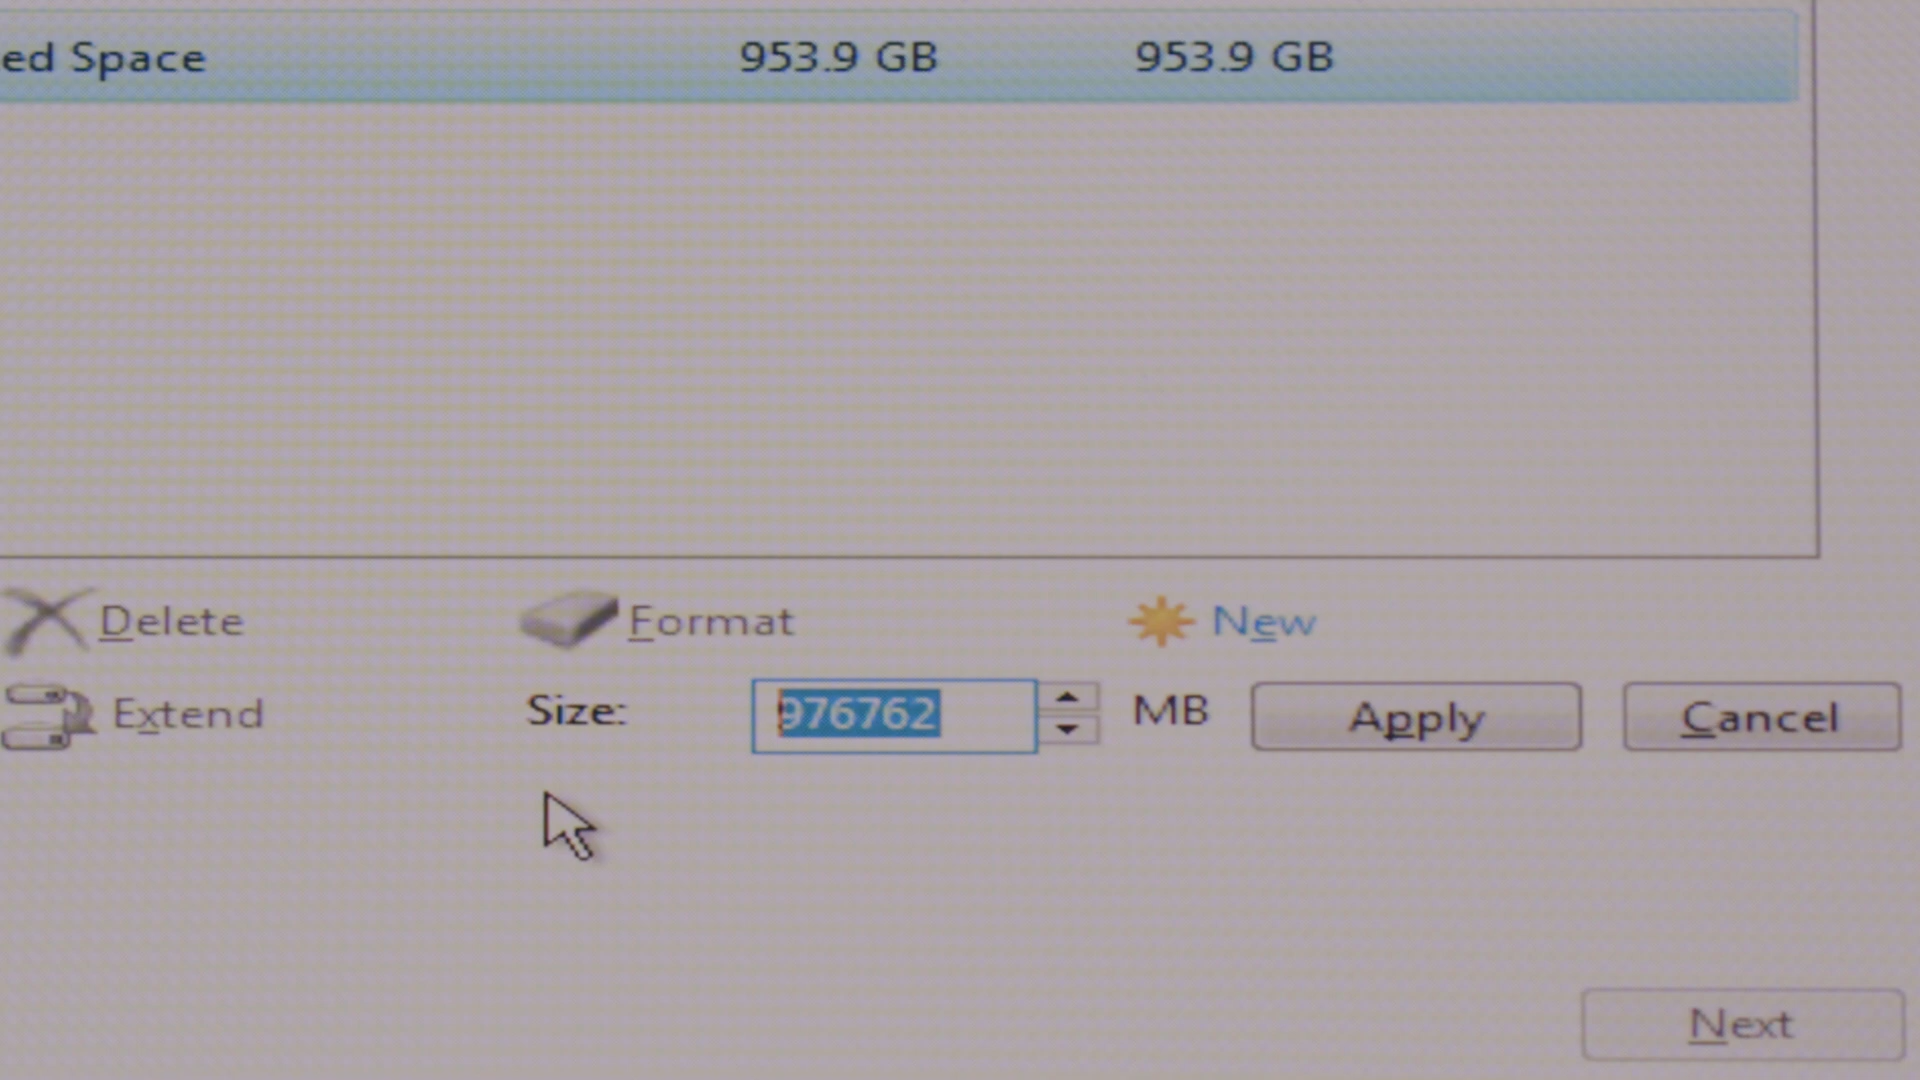 ed Space 953.9 GB 953.9 GB
Delete Format New
Extend Size: 976762 MB Apply Cancel
Next